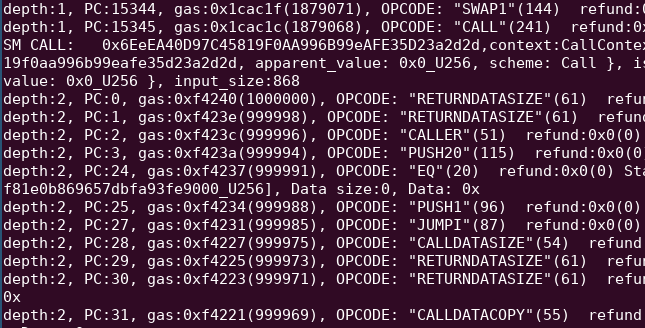 depth:1, PC:15344, gas:0x1cac1f(1879071), OPCODE: "SWAP1"(144)  refund:0
depth:1, PC:15345, gas:0x1cac1c(1879068), OPCODE: "CALL"(241)  refund:0x
SM CALL:   0x6EeEA40D97C45819F0AA996B99eAFE35D23a2d2d,context:CallContex
19f0aa996b99eafe35d23a2d2d, apparent_value: 0x0_U256, scheme: Call }, is
value: 0x0_U256 }, input_size:868
depth:2, PC:0, gas:0xf4240(1000000), OPCODE: "RETURNDATASIZE"(61)  refun
depth:2, PC:1, gas:0xf423e(999998), OPCODE: "RETURNDATASIZE"(61)  refund
depth:2, PC:2, gas:0xf423c(999996), OPCODE: "CALLER"(51)  refund:0x0(0)
depth:2, PC:3, gas:0xf423a(999994), OPCODE: "PUSH20"(115)  refund:0x0(0)
depth:2, PC:24, gas:0xf4237(999991), OPCODE: "EQ"(20)  refund:0x0(0) Sta
f81e0b869657dbfa93fe9000_U256], Data size:0, Data: 0x
depth:2, PC:25, gas:0xf4234(999988), OPCODE: "PUSH1"(96)  refund:0x0(0)
depth:2, PC:27, gas:0xf4231(999985), OPCODE: "JUMPI"(87)  refund:0x0(0)
depth:2, PC:28, gas:0xf4227(999975), OPCODE: "CALLDATASIZE"(54)  refund
depth:2, PC:29, gas:0xf4225(999973), OPCODE: "RETURNDATASIZE"(61)  refun
depth:2, PC:30, gas:0xf4223(999971), OPCODE: "RETURNDATASIZE"(61)  refun
0x
depth:2, PC:31, gas:0xf4221(999969), OPCODE: "CALLDATACOPY"(55)  refund